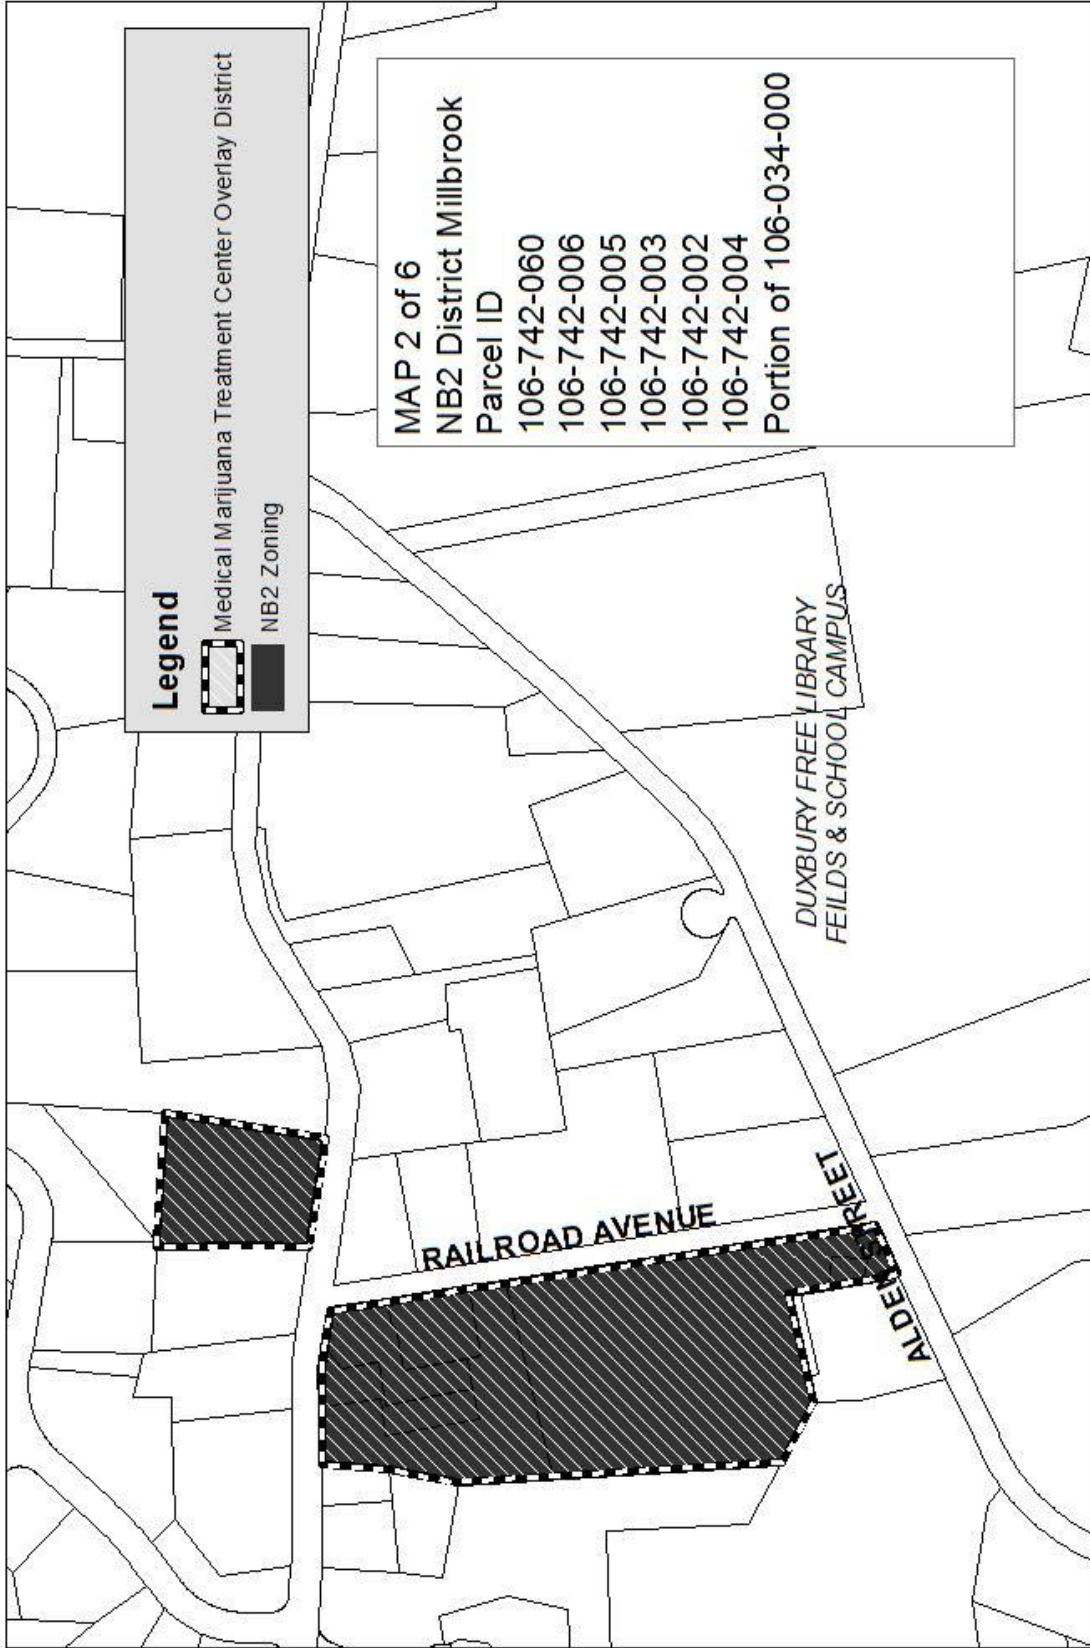 Legend
Medical Marijuana Treatment Center Overlay District
NB2 Zoning
MAP 2 of 6
NB2 District Millbrook
Parcel ID
106-742-060
106-742-006
106-742-005
106-742-003
106-742-002
106-742-004
Portion of 106-034-000
RAILROAD AVENUE
ALDEN STREET
DUXBURY FREE LIBRARY
FEILDS & SCHOOL CAMPUS